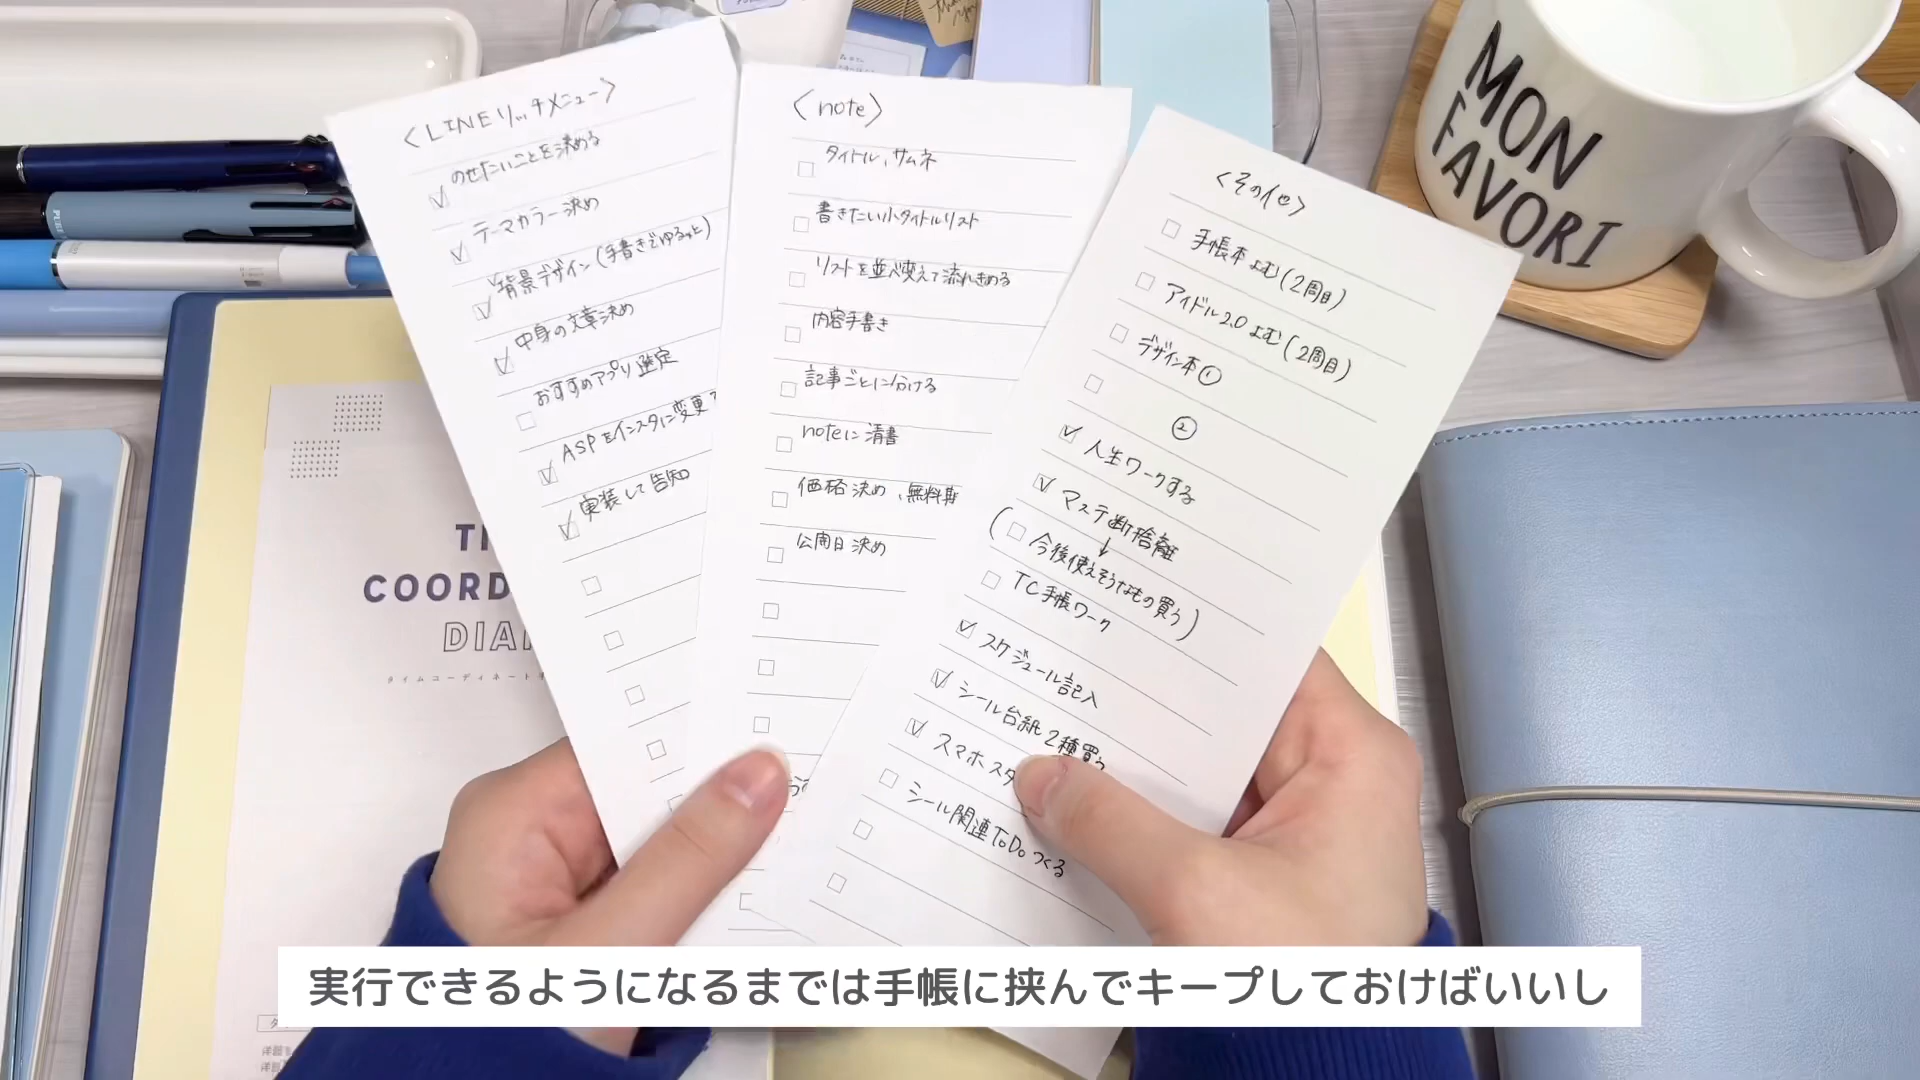 〈LINEリッチメニュー〉
のせたいことを決める
テーマカラー決め
背景デザイン(手書きでゆるっと)
中身の文章決め
おすすめアプリ選定
ASPをインスタに変更
実装して告知
〈note〉
タイトル、サムネ
書きたい小タイトルリスト
リストを並べ変えて流れきめる
内容手書き
記事ごとに分ける
noteに清書
価格決め、無料
公開日決め
〈その他〉
手帳本よむ(2周目)
アイドル2.0よむ(2周目)
デザイン本①
②
人生ワークする
マステ断捨離
↓
(今後使えそうなもの買う)
TC手帳ワーク
スケジュール記入
シール台紙2種買う
スマホスタ
シール関連ToDoつくる
MON
FAVORI
COORD
DIA
タイムコーディネート手
実行できるようになるまでは手帳に挟んでキープしておけばいいし